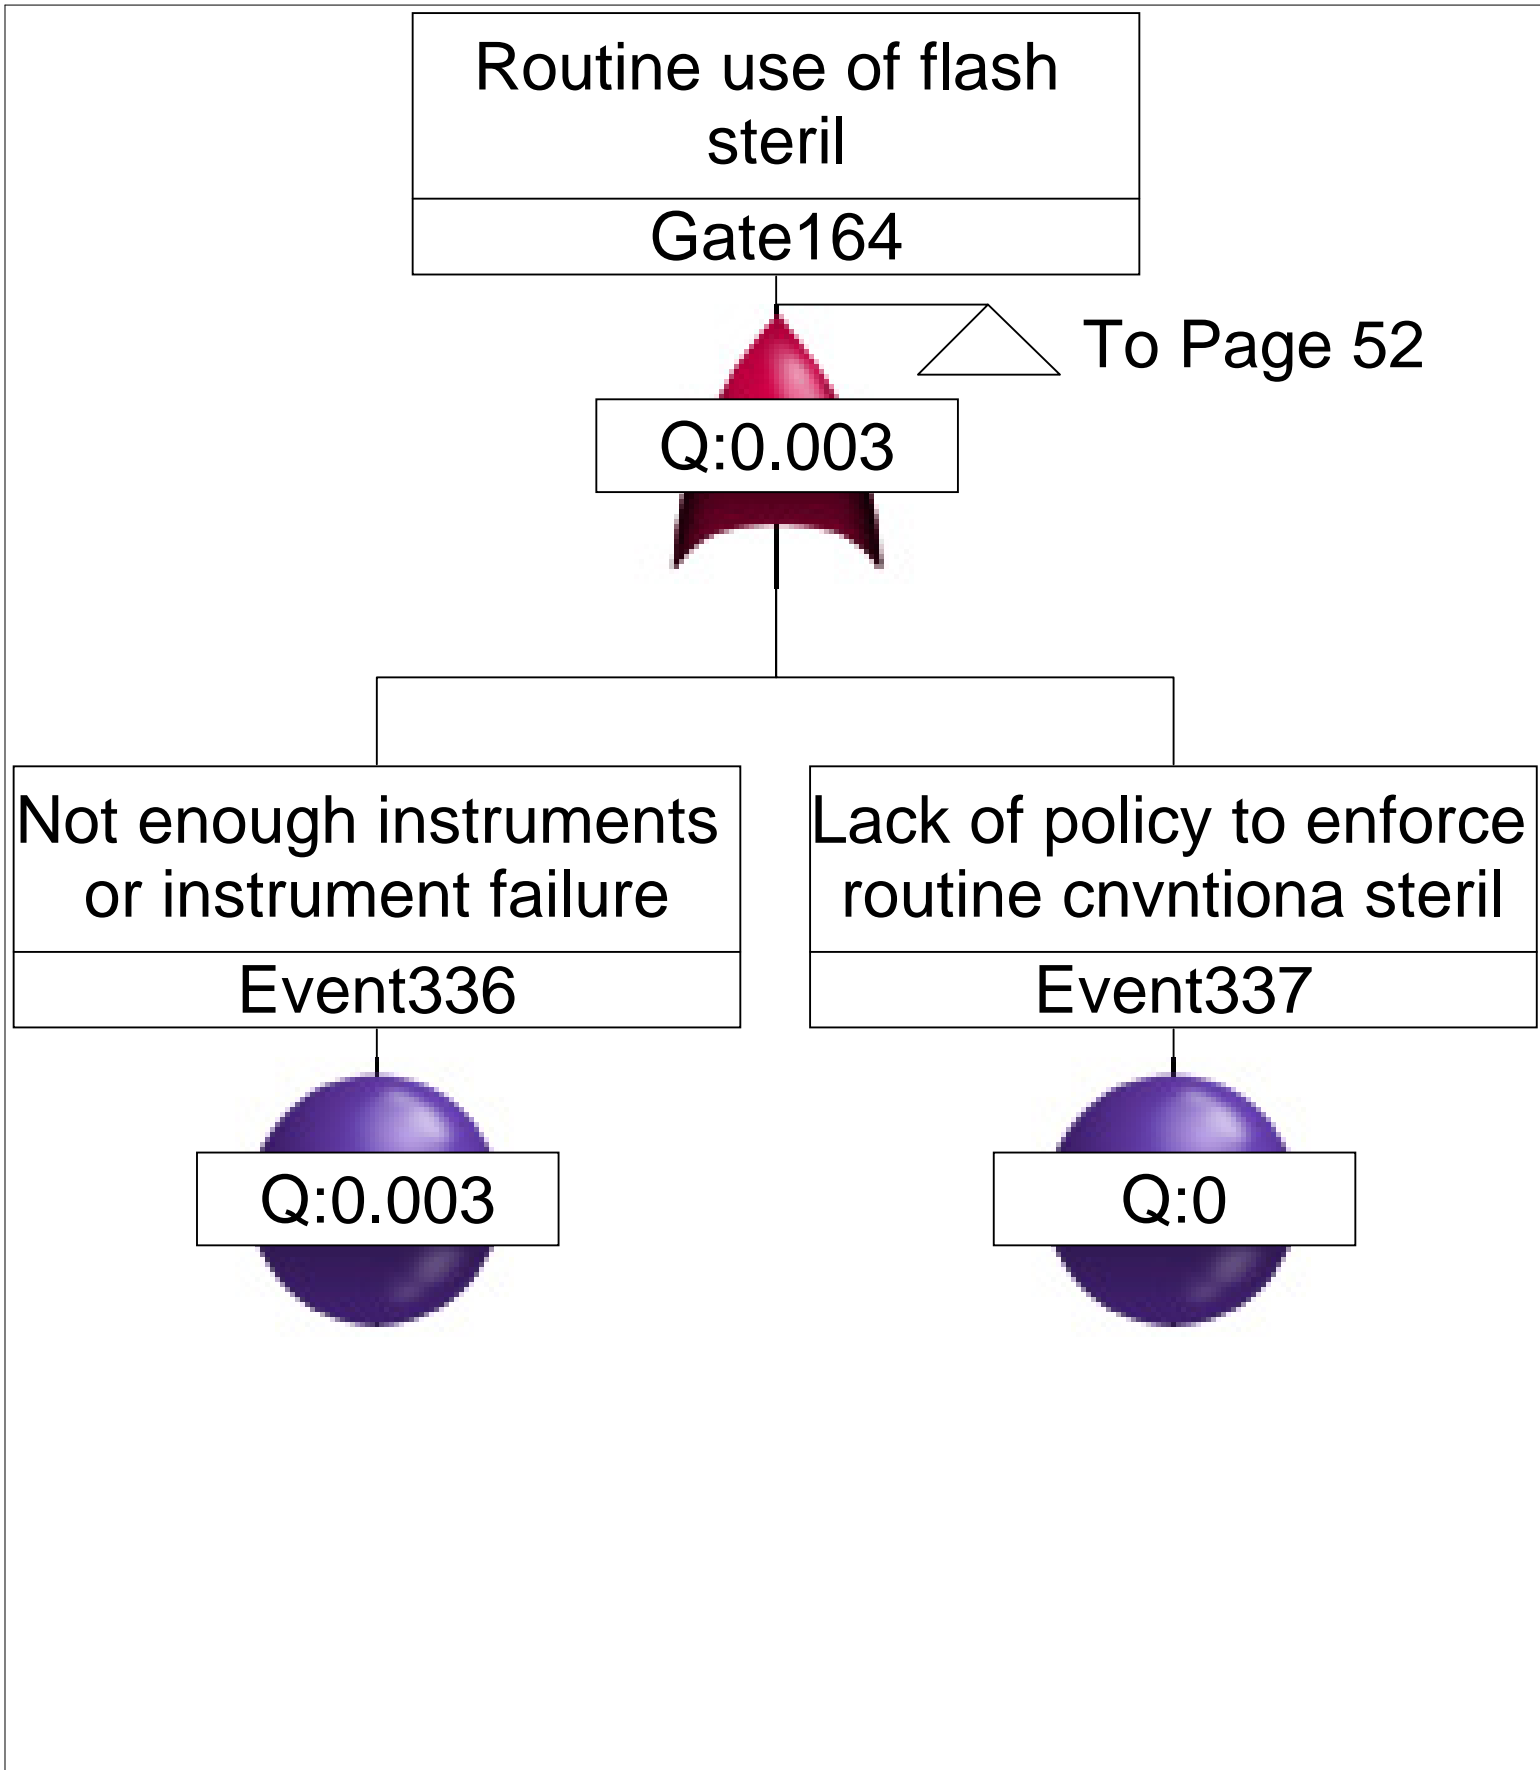 Routine use of flash
steril
Gate164
To Page 52
Q:0.003
Not enough instruments
or instrument failure
Event336
Q:0.003
Lack of policy to enforce
routine cnvntiona steril
Event337
Q:0